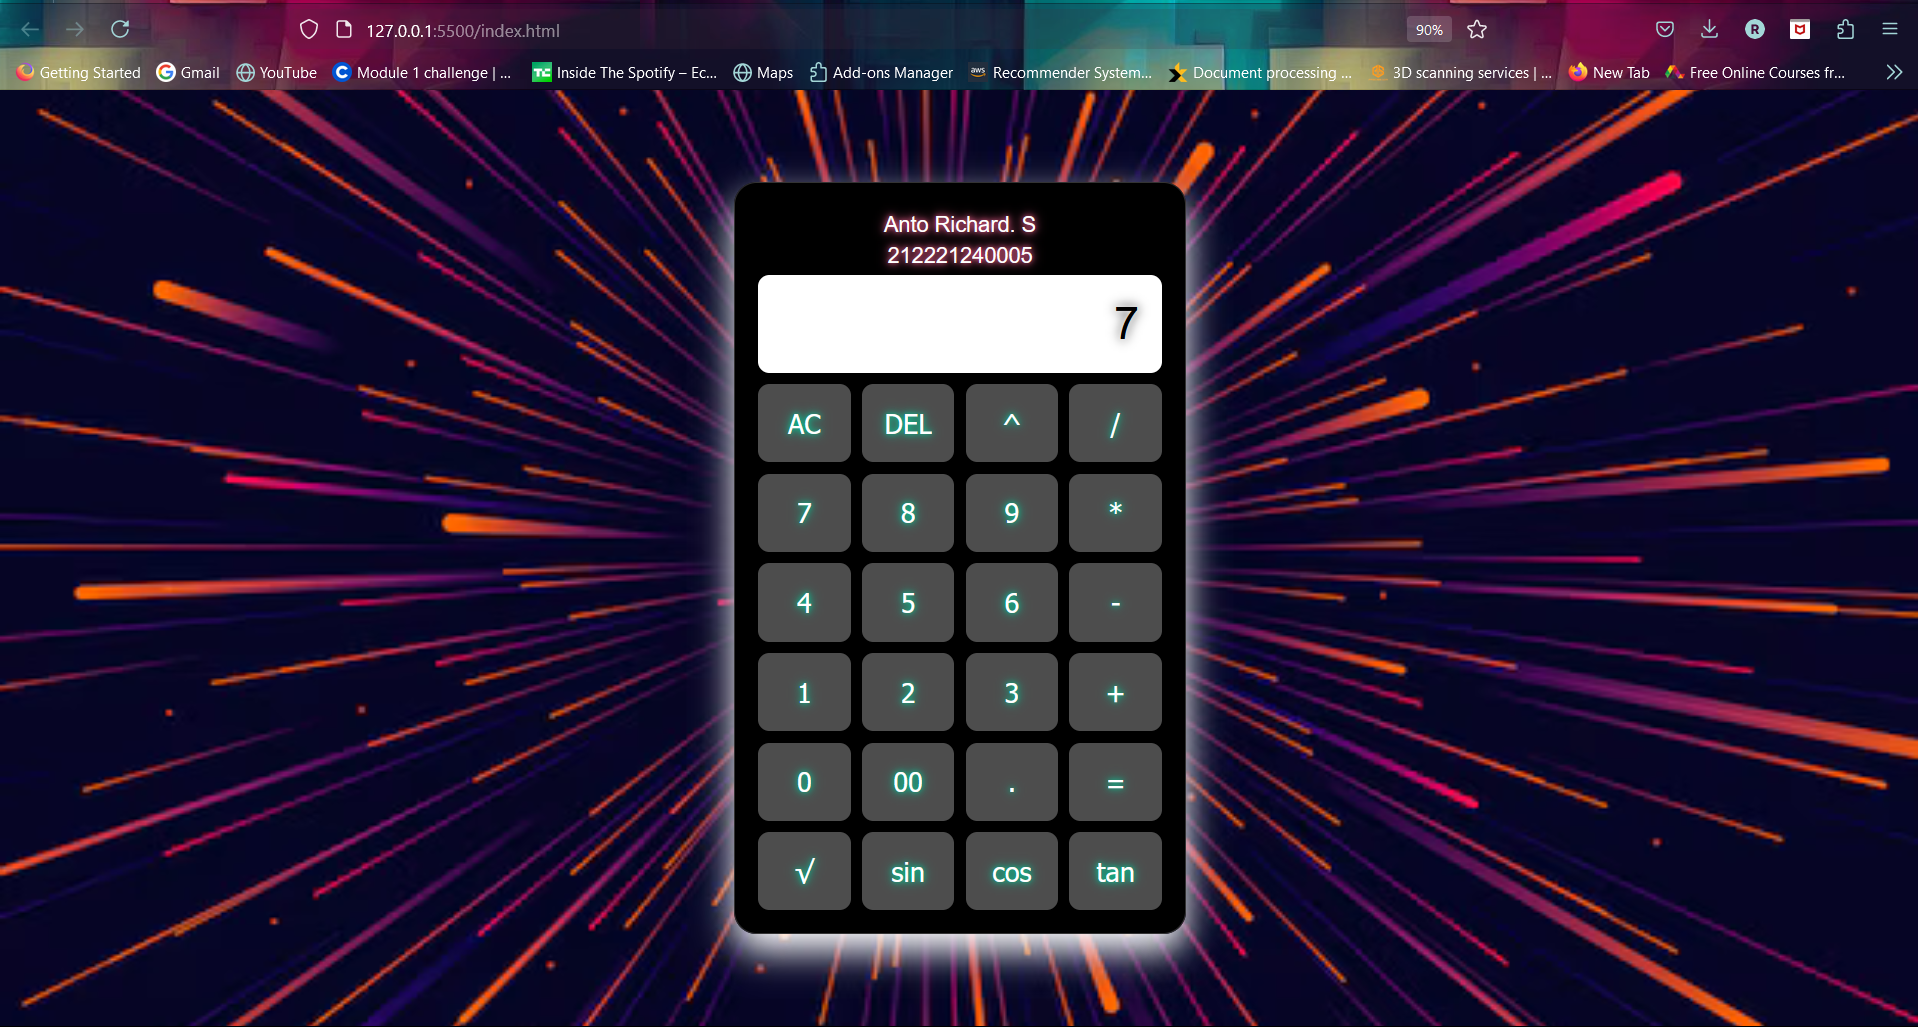 127.0.0.1:5500/index.html
90%
R
Getting Started
Gmail
YouTube
C Module 1 challenge | ...
TC Inside The Spotify – Ec...
Maps
Add-ons Manager
aws Recommender System...
Document processing ...
3D scanning services | ...
New Tab
Free Online Courses fr...
Anto Richard. S
212221240005
7
AC DEL ^ /
7 8 9 *
4 5 6 -
1 2 3 +
0 00 . =
√ sin cos tan